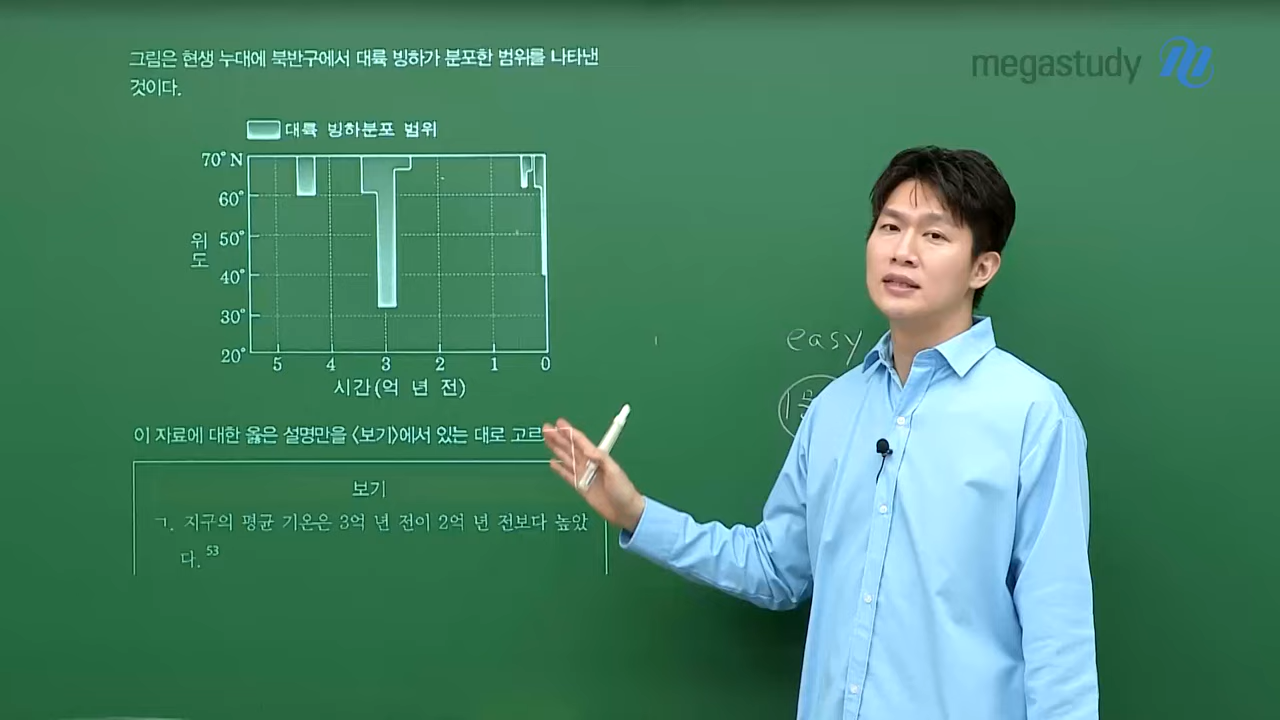 그림은 현생 누대에 북반구에서 대륙 빙하가 분포한 범위를 나타낸
것이다.
megastudy
대륙 빙하분포 범위
70°N
60°
50°
40°
30°
20°
위도
5 4 3 2 1 0
시간(억 년 전)
이 자료에 대한 옳은 설명만을 <보기>에서 있는 대로 고르
보기
ㄱ. 지구의 평균 기온은 3억 년 전이 2억 년 전보다 높았
다. 53
easy